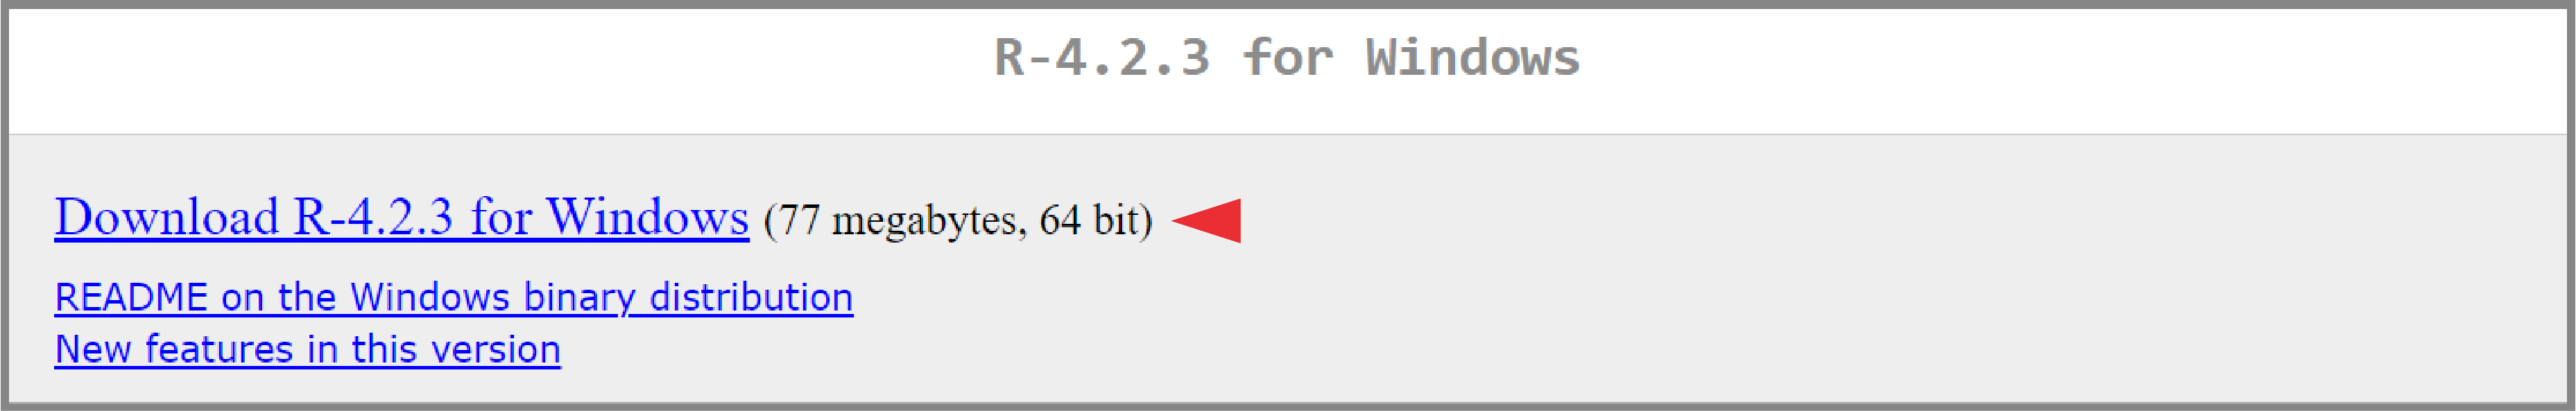 R-4.2.3 for Windows
Download R-4.2.3 for Windows (77 megabytes, 64 bit)
README on the Windows binary distribution
New features in this version